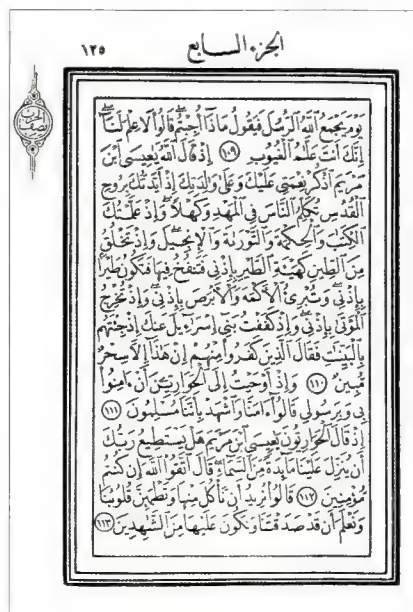 الجزء السابع
١٢٥
نصف الحزب
يَوْمَ يَجْمَعُ ٱللَّهُ ٱلرُّسُلَ فَيَقُولُ مَاذَآ أُجِبْتُمْ قَالُوا۟ لَا عِلْمَ لَنَآ
إِنَّكَ أَنتَ عَلَّٰمُ ٱلْغُيُوبِ ١٠٩ إِذْ قَالَ ٱللَّهُ يَٰعِيسَى ٱبْنَ
مَرْيَمَ ٱذْكُرْ نِعْمَتِى عَلَيْكَ وَعَلَىٰ وَٰلِدَتِكَ إِذْ أَيَّدتُّكَ بِرُوحِ
ٱلْقُدُسِ تُكَلِّمُ ٱلنَّاسَ فِى ٱلْمَهْدِ وَكَهْلًا وَإِذْ عَلَّمْتُكَ
ٱلْكِتَٰبَ وَٱلْحِكْمَةَ وَٱلتَّوْرَىٰةَ وَٱلْإِنجِيلَ وَإِذْ تَخْلُقُ
مِنَ ٱلطِّينِ كَهَيْـَٔةِ ٱلطَّيْرِ بِإِذْنِى فَتَنفُخُ فِيهَا فَتَكُونُ طَيْرًۢا
بِإِذْنِى وَتُبْرِئُ ٱلْأَكْمَهَ وَٱلْأَبْرَصَ بِإِذْنِى وَإِذْ تُخْرِجُ
ٱلْمَوْتَىٰ بِإِذْنِى وَإِذْ كَفَفْتُ بَنِىٓ إِسْرَٰٓءِيلَ عَنكَ إِذْ جِئْتَهُم
بِٱلْبَيِّنَٰتِ فَقَالَ ٱلَّذِينَ كَفَرُوا۟ مِنْهُمْ إِنْ هَٰذَآ إِلَّا سِحْرٌ
مُّبِينٌ ١١٠ وَإِذْ أَوْحَيْتُ إِلَى ٱلْحَوَارِيِّـۧنَ أَنْ ءَامِنُوا۟
بِى وَبِرَسُولِى قَالُوٓا۟ ءَامَنَّا وَٱشْهَدْ بِأَنَّنَا مُسْلِمُونَ ١١١
إِذْ قَالَ ٱلْحَوَارِيُّونَ يَٰعِيسَى ٱبْنَ مَرْيَمَ هَلْ يَسْتَطِيعُ رَبُّكَ
أَن يُنَزِّلَ عَلَيْنَا مَآئِدَةً مِّنَ ٱلسَّمَآءِ قَالَ ٱتَّقُوا۟ ٱللَّهَ إِن كُنتُم
مُّؤْمِنِينَ ١١٢ قَالُوا۟ نُرِيدُ أَن نَّأْكُلَ مِنْهَا وَتَطْمَئِنَّ قُلُوبُنَا
وَنَعْلَمَ أَن قَدْ صَدَقْتَنَا وَنَكُونَ عَلَيْهَا مِنَ ٱلشَّٰهِدِينَ ١١٣